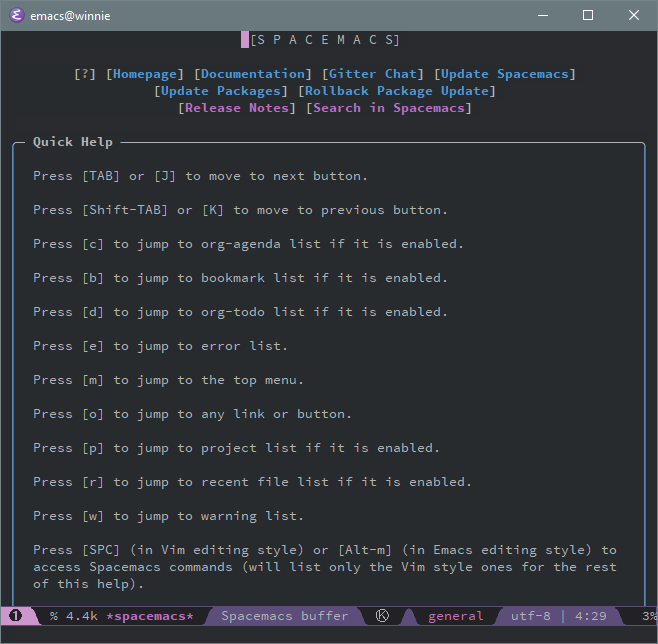 emacs@winnie
[S P A C E M A C S]
[?] [Homepage] [Documentation] [Gitter Chat] [Update Spacemacs]
[Update Packages] [Rollback Package Update]
[Release Notes] [Search in Spacemacs]
Quick Help
Press [TAB] or [J] to move to next button.
Press [Shift-TAB] or [K] to move to previous button.
Press [c] to jump to org-agenda list if it is enabled.
Press [b] to jump to bookmark list if it is enabled.
Press [d] to jump to org-todo list if it is enabled.
Press [e] to jump to error list.
Press [m] to jump to the top menu.
Press [o] to jump to any link or button.
Press [p] to jump to project list if it is enabled.
Press [r] to jump to recent file list if it is enabled.
Press [w] to jump to warning list.
Press [SPC] (in Vim editing style) or [Alt-m] (in Emacs editing style) to
access Spacemacs commands (will list only the Vim style ones for the rest
of this help).
❶ % 4.4k *spacemacs* Spacemacs buffer Ⓚ general utf-8 | 4:29 3%